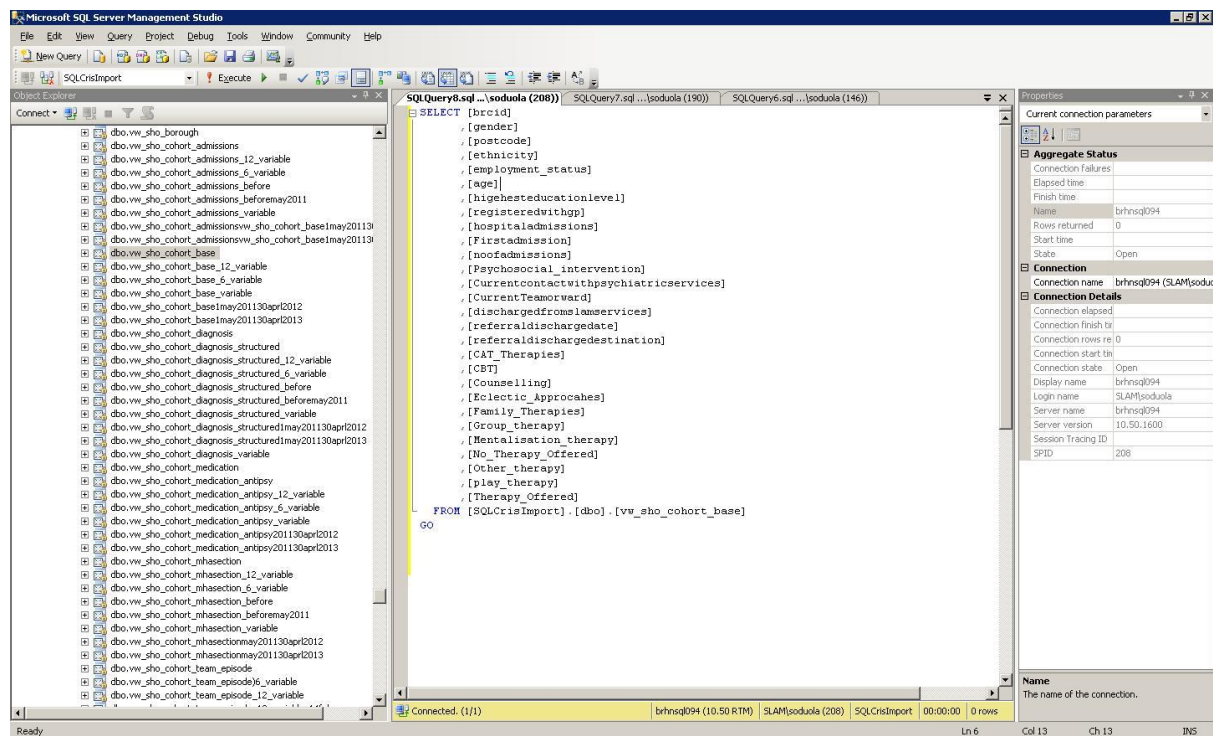 Microsoft SQL Server Management Studio
File Edit View Query Project Debug Tools Window Community Help
New Query
SQLCrisImport Execute
Object Explorer
Connect
dbo.vw_sho_borough
dbo.vw_sho_cohort_admissions
dbo.vw_sho_cohort_admissions_12_variable
dbo.vw_sho_cohort_admissions_6_variable
dbo.vw_sho_cohort_admissions_before
dbo.vw_sho_cohort_admissions_beforemay2011
dbo.vw_sho_cohort_admissions_variable
dbo.vw_sho_cohort_admissionsvw_sho_cohort_base1may201130
dbo.vw_sho_cohort_admissionsvw_sho_cohort_base1may201130
dbo.vw_sho_cohort_base
dbo.vw_sho_cohort_base_12_variable
dbo.vw_sho_cohort_base_6_variable
dbo.vw_sho_cohort_base_variable
dbo.vw_sho_cohort_base1may201130aprl2012
dbo.vw_sho_cohort_base1may201130aprl2013
dbo.vw_sho_cohort_diagnosis
dbo.vw_sho_cohort_diagnosis_structured
dbo.vw_sho_cohort_diagnosis_structured_12_variable
dbo.vw_sho_cohort_diagnosis_structured_6_variable
dbo.vw_sho_cohort_diagnosis_structured_before
dbo.vw_sho_cohort_diagnosis_structured_beforemay2011
dbo.vw_sho_cohort_diagnosis_structured_variable
dbo.vw_sho_cohort_diagnosis_structured1may201130aprl2012
dbo.vw_sho_cohort_diagnosis_structured1may201130aprl2013
dbo.vw_sho_cohort_diagnosis_variable
dbo.vw_sho_cohort_medication
dbo.vw_sho_cohort_medication_antipsy
dbo.vw_sho_cohort_medication_antipsy_12_variable
dbo.vw_sho_cohort_medication_antipsy_6_variable
dbo.vw_sho_cohort_medication_antipsy_variable
dbo.vw_sho_cohort_medication_antipsy201130aprl2012
dbo.vw_sho_cohort_medication_antipsy201130aprl2013
dbo.vw_sho_cohort_mhasection
dbo.vw_sho_cohort_mhasection_12_variable
dbo.vw_sho_cohort_mhasection_6_variable
dbo.vw_sho_cohort_mhasection_before
dbo.vw_sho_cohort_mhasection_beforemay2011
dbo.vw_sho_cohort_mhasection_variable
dbo.vw_sho_cohort_mhasectionmay201130aprl2012
dbo.vw_sho_cohort_mhasectionmay201130aprl2013
dbo.vw_sho_cohort_team_episode
dbo.vw_sho_cohort_team_episode)6_variable
dbo.vw_sho_cohort_team_episode_12_variable
SQLQuery8.sql ...\soduola (208)) SQLQuery7.sql ...\soduola (190)) SQLQuery6.sql ...\soduola (146))
SELECT [brcid]
,[gender]
,[postcode]
,[ethnicity]
,[employment_status]
,[age]
,[higehesteducationlevel]
,[registeredwithgp]
,[hospitaladmissions]
,[Firstadmission]
,[noofadmissions]
,[Psychosocial_intervention]
,[Currentcontactwithpsychiatricservices]
,[CurrentTeamorward]
,[dischargedfromslamservices]
,[referraldischargedate]
,[referraldischargedestination]
,[CAT_Therapies]
,[CBT]
,[Counselling]
,[Eclectic_Approcahes]
,[Family_Therapies]
,[Group_therapy]
,[Mentalisation_therapy]
,[No_Therapy_Offered]
,[Other_therapy]
,[play_therapy]
,[Therapy_Offered]
FROM [SQLCrisImport].[dbo].[vw_sho_cohort_base]
GO
Connected. (1/1) brhnsql094 (10.50 RTM) SLAM\soduola (208) SQLCrisImport 00:00:00 0 rows
Properties
Current connection parameters
Aggregate Status
Connection failures
Elapsed time
Finish time
Name brhnsql094
Rows returned 0
Start time
State Open
Connection
Connection name brhnsql094 (SLAM\soduo
Connection Details
Connection elapsed
Connection finish tir
Connection rows re 0
Connection start tin
Connection state Open
Display name brhnsql094
Login name SLAM\soduola
Server name brhnsql094
Server version 10.50.1600
Session Tracing ID
SPID 208
Name
The name of the connection.
Ready Ln 6 Col 13 Ch 13 INS